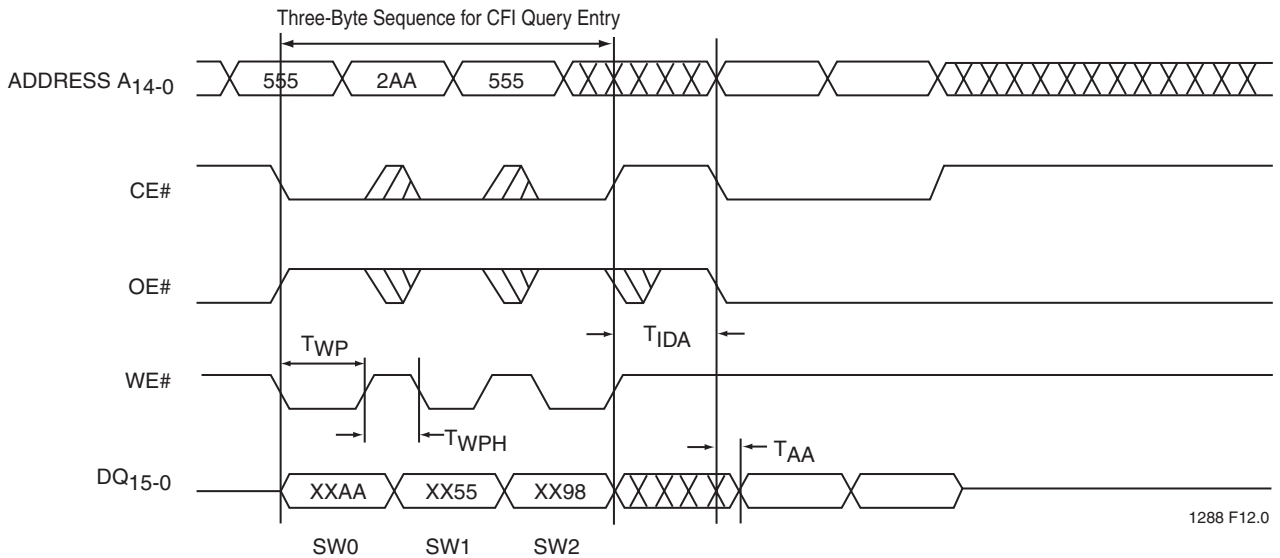 Three-Byte Sequence for CFI Query Entry
ADDRESS A14-0
555
2AA
555
CE#
OE#
TIDA
TWP
WE#
TWPH
TAA
DQ15-0
XXAA
XX55
XX98
1288 F12.0
SW0
SW1
SW2